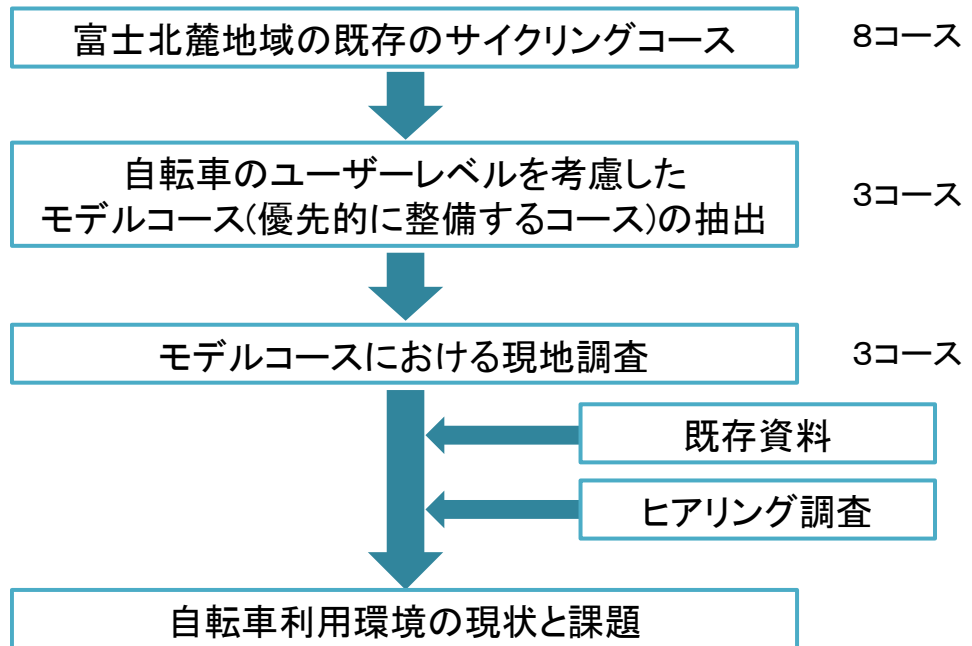 富士北麓地域の既存のサイクリングコース
8コース
自転車のユーザーレベルを考慮した
モデルコース(優先的に整備するコース)の抽出
3コース
モデルコースにおける現地調査
3コース
既存資料
ヒアリング調査
自転車利用環境の現状と課題